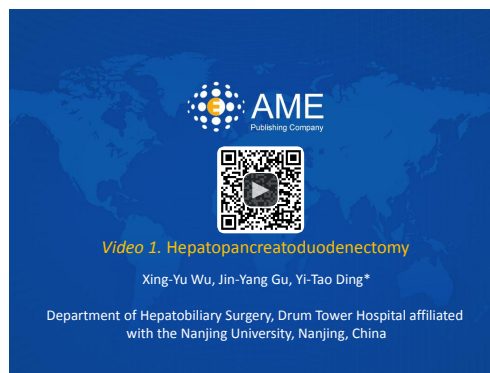 AME
Publishing Company
Video 1. Hepatopancreatoduodenectomy
Xing-Yu Wu, Jin-Yang Gu, Yi-Tao Ding*
Department of Hepatobiliary Surgery, Drum Tower Hospital affiliated
with the Nanjing University, Nanjing, China